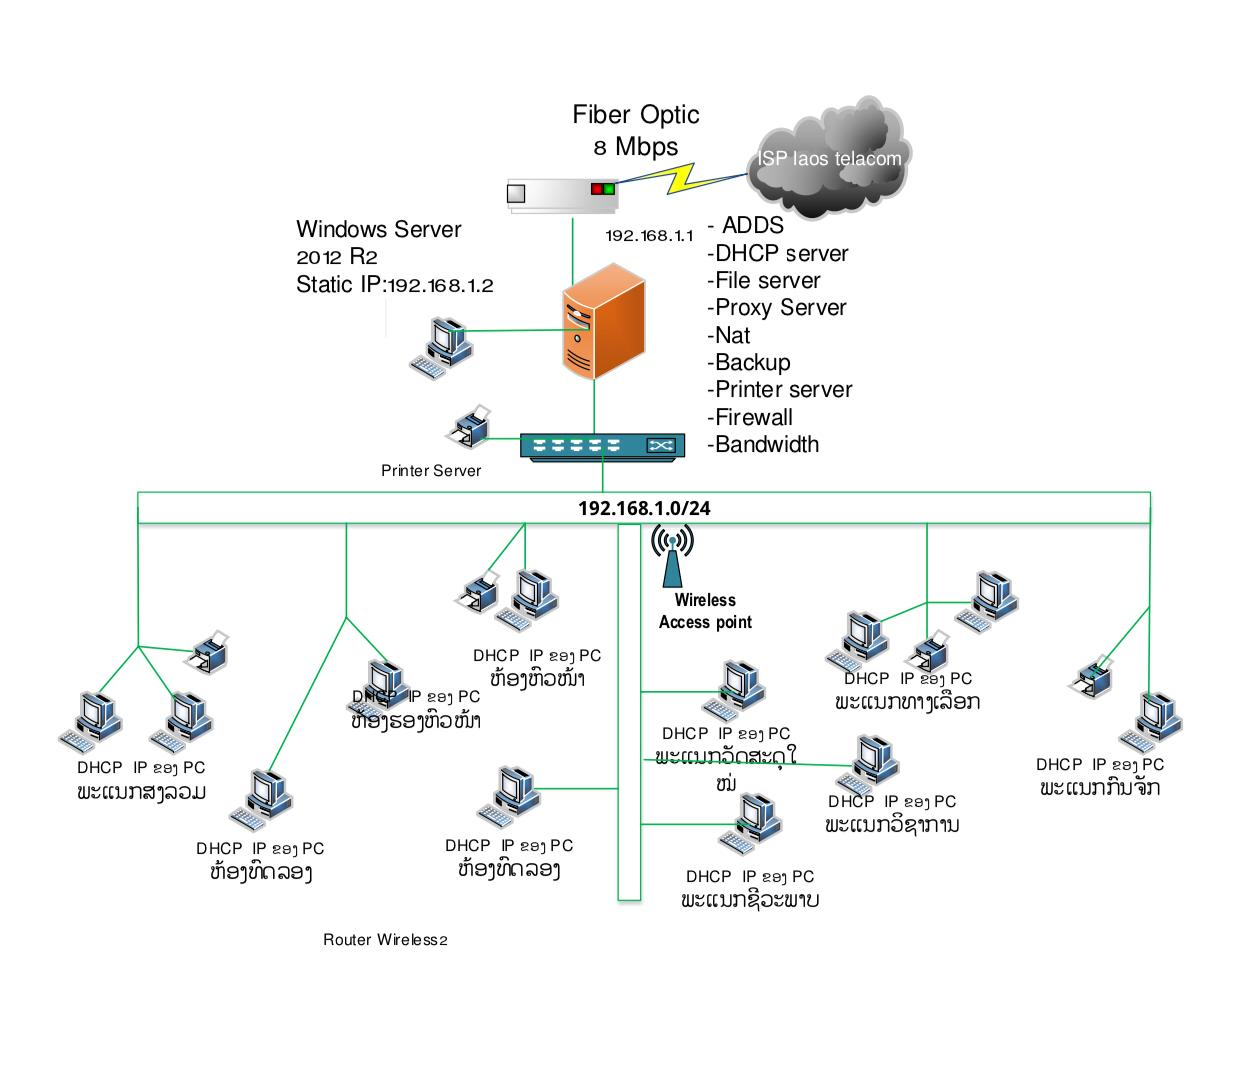 Fiber Optic
8 Mbps
ISP laos telacom
192.168.1.1
Windows Server
2012 R2
Static IP:192.168.1.2
- ADDS
-DHCP server
-File server
-Proxy Server
-Nat
-Backup
-Printer server
-Firewall
-Bandwidth
Printer Server
192.168.1.0/24
Wireless
Access point
DHCP IP ຂອງ PC
ຫ້ອງຫົວໜ້າ
DHCP IP ຂອງ PC
ຫ້ອງຮອງຫົວໜ້າ
DHCP IP ຂອງ PC
ພະແນກທາງເລືອກ
DHCP IP ຂອງ PC
ພະແນກວັດສະດຸໃ
ໝ່
DHCP IP ຂອງ PC
ພະແນກສງລວມ
DHCP IP ຂອງ PC
ພະແນກກົນຈັກ
DHCP IP ຂອງ PC
ພະແນກວິຊາການ
DHCP IP ຂອງ PC
ຫ້ອງທົດລອງ
DHCP IP ຂອງ PC
ຫ້ອງທົດລອງ
DHCP IP ຂອງ PC
ພະແນກຊີວະພາບ
Router Wireless2